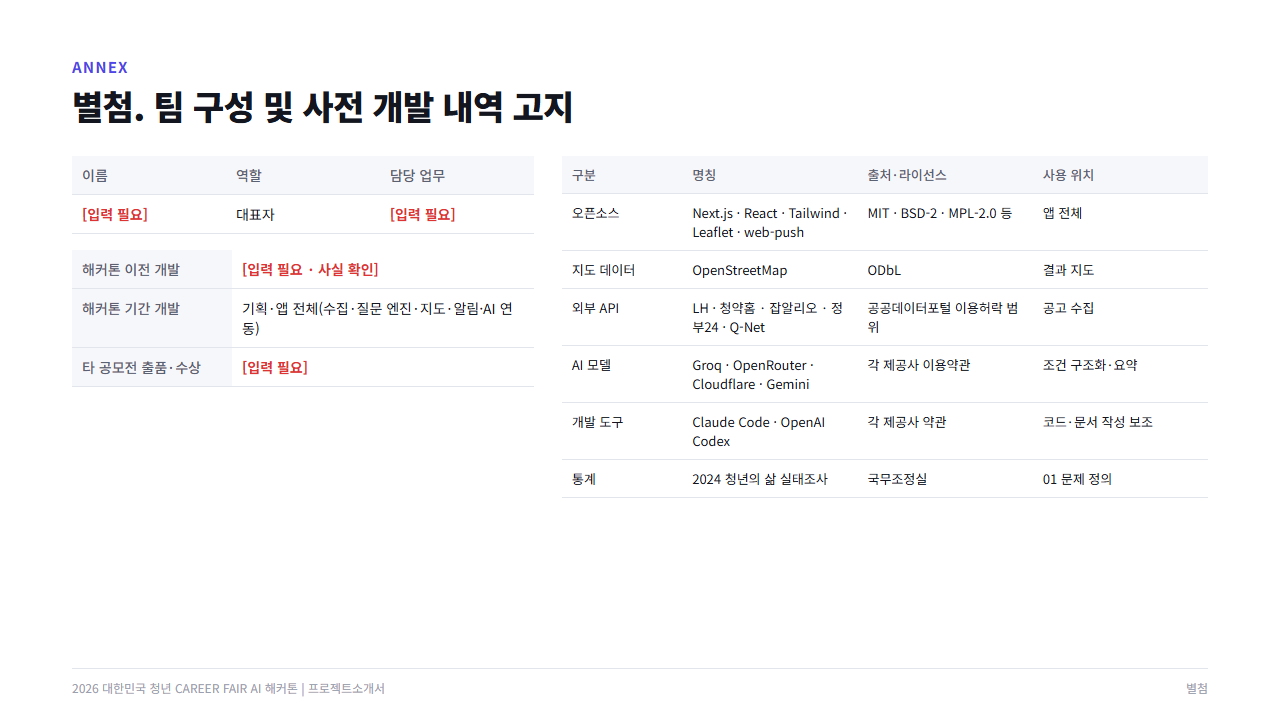 ANNEX
별첨. 팀 구성 및 사전 개발 내역 고지
이름 역할 담당 업무
[입력 필요] 대표자 [입력 필요]
해커톤 이전 개발 [입력 필요 · 사실 확인]
해커톤 기간 개발 기획·앱 전체(수집·질문 엔진·지도·알림·AI 연
동)
타 공모전 출품·수상 [입력 필요]
구분 명칭 출처·라이선스 사용 위치
오픈소스 Next.js · React · Tailwind · MIT · BSD-2 · MPL-2.0 등 앱 전체
Leaflet · web-push
지도 데이터 OpenStreetMap ODbL 결과 지도
외부 API LH · 청약홈 · 잡알리오 · 정 공공데이터포털 이용허락 범 공고 수집
부24 · Q-Net 위
AI 모델 Groq · OpenRouter · 각 제공사 이용약관 조건 구조화·요약
Cloudflare · Gemini
개발 도구 Claude Code · OpenAI 각 제공사 약관 코드·문서 작성 보조
Codex
통계 2024 청년의 삶 실태조사 국무조정실 01 문제 정의
2026 대한민국 청년 CAREER FAIR AI 해커톤 | 프로젝트소개서 별첨